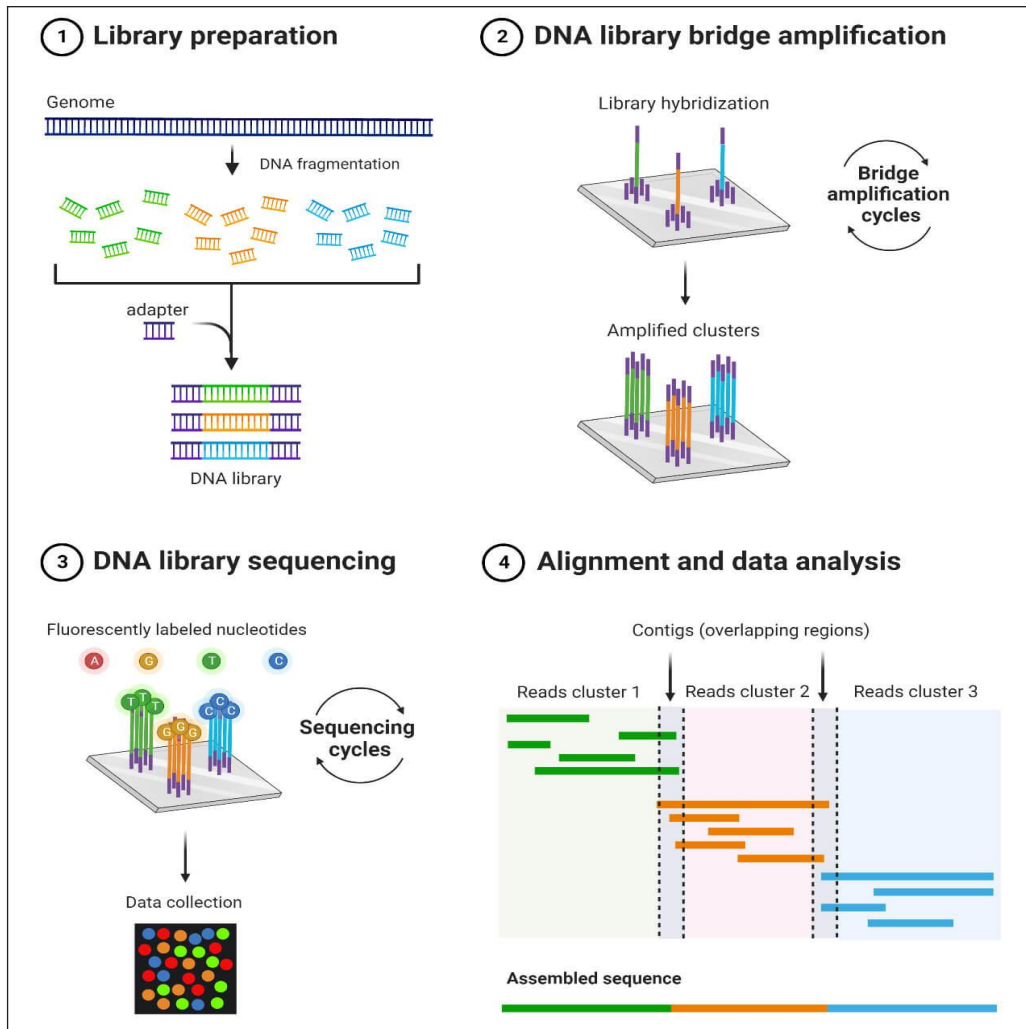 1 Library preparation
Genome
DNA fragmentation
adapter
DNA library
2 DNA library bridge amplification
Library hybridization
Bridge
amplification
cycles
Amplified clusters
3 DNA library sequencing
Fluorescently labeled nucleotides
A G T C
T T T
G G G
C C C
Sequencing
cycles
Data collection
4 Alignment and data analysis
Contigs (overlapping regions)
Reads cluster 1 Reads cluster 2 Reads cluster 3
Assembled sequence